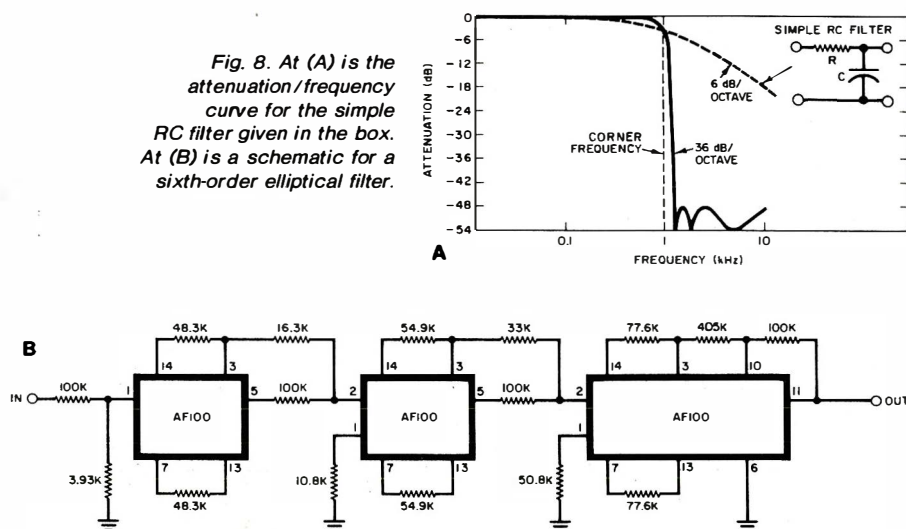 Fig. 8. At (A) is the
attenuation/frequency
curve for the simple
RC filter given in the box.
At (B) is a schematic for a
sixth-order elliptical filter.
ATTENUATION (dB)
0
-6
-12
-18
-24
-30
-36
-42
-48
-54
SIMPLE RC FILTER
R
C
6 dB/
OCTAVE
CORNER
FREQUENCY
36 dB/
OCTAVE
0.1
1
10
FREQUENCY (kHz)
A
B
48.3K
16.3K
54.9K
33K
77.6K
405K
100K
14
3
14
3
14
3
10
IN
100K
1
AF100
5
100K
2
AF100
5
100K
2
AF100
11
OUT
1
1
7
13
7
13
7
13
6
3.93K
48.3K
10.8K
54.9K
50.8K
77.6K